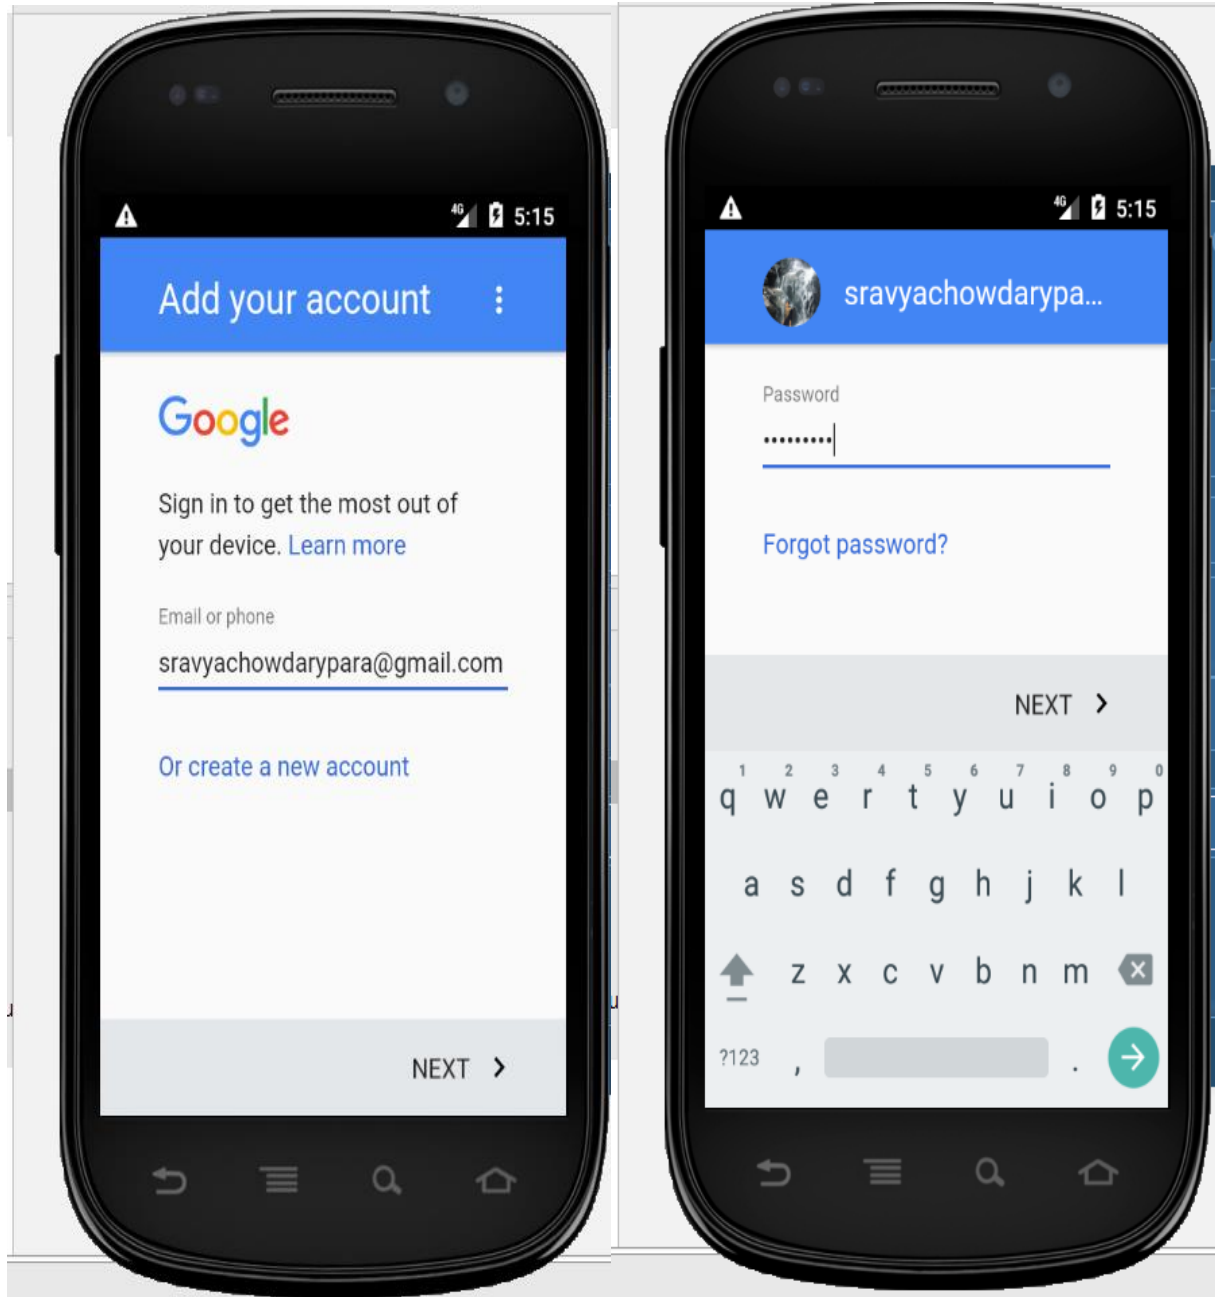 4G 5:15
Add your account
Google
Sign in to get the most out of
your device. Learn more
Email or phone
sravyachowdarypara@gmail.com
Or create a new account
NEXT
4G 5:15
sravyachowdarypa...
Password
•••••••••
Forgot password?
NEXT
1 2 3 4 5 6 7 8 9 0
q w e r t y u i o p
a s d f g h j k l
z x c v b n m
?123 , .